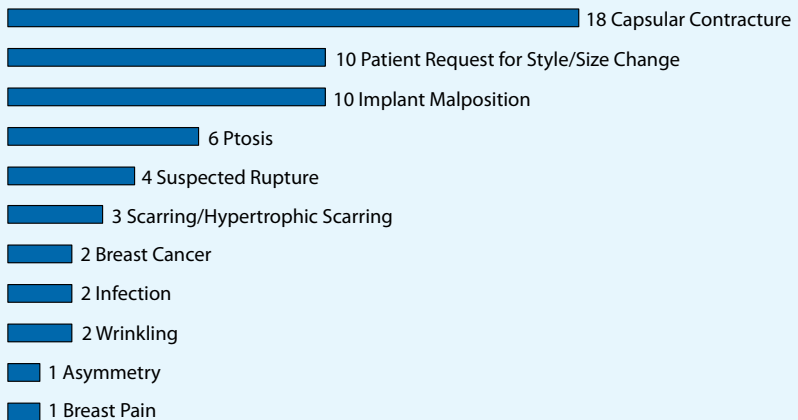 18 Capsular Contracture
10 Patient Request for Style/Size Change
10 Implant Malposition
6 Ptosis
4 Suspected Rupture
3 Scarring/Hypertrophic Scarring
2 Breast Cancer
2 Infection
2 Wrinkling
1 Asymmetry
1 Breast Pain